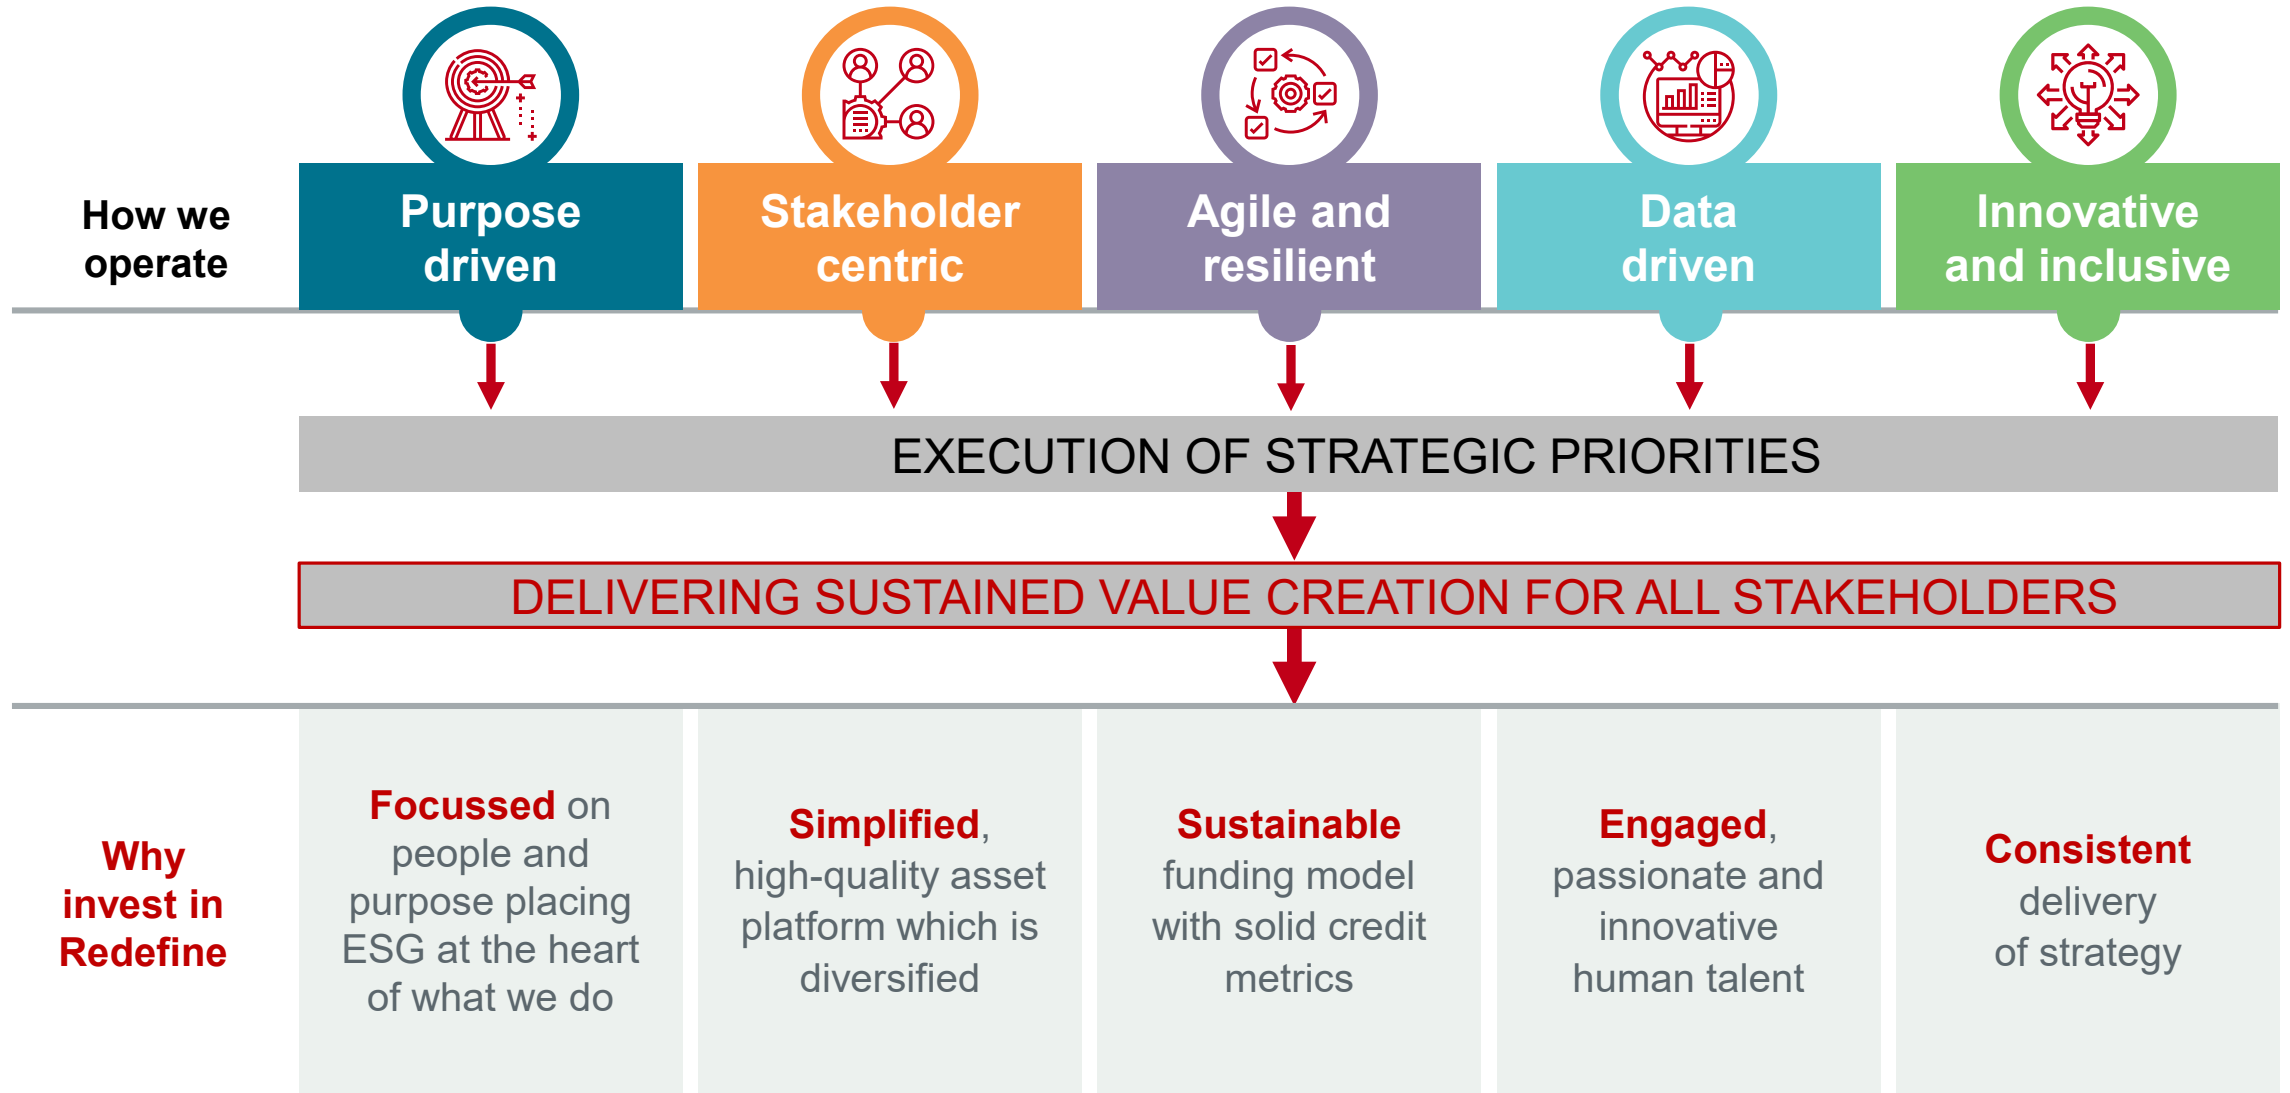 How we
operate
Purpose
driven
Stakeholder
centric
Agile and
resilient
Data
driven
Innovative
and inclusive
EXECUTION OF STRATEGIC PRIORITIES
DELIVERING SUSTAINED VALUE CREATION FOR ALL STAKEHOLDERS
Why
invest in
Redefine
Focussed on
people and
purpose placing
ESG at the heart
of what we do
Simplified,
high-quality asset
platform which is
diversified
Sustainable
funding model
with solid credit
metrics
Engaged,
passionate and
innovative
human talent
Consistent
delivery
of strategy